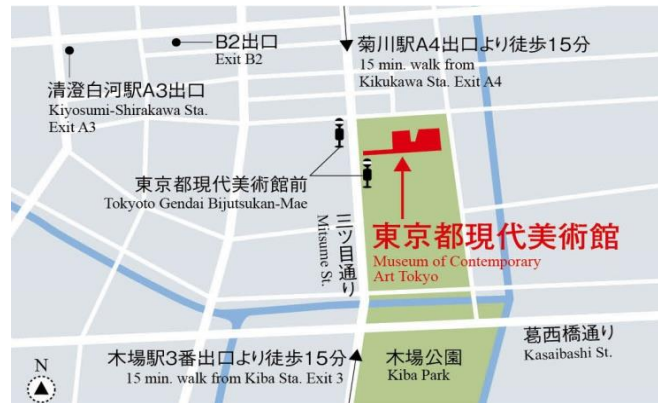 B2出口
Exit B2
清澄白河駅A3出口
Kiyosumi-Shirakawa Sta.
Exit A3
菊川駅A4出口より徒歩15分
15 min. walk from
Kikukawa Sta. Exit A4
東京都現代美術館前
Tokyoto Gendai Bijutsukan-Mae
三ツ目通り
Mitsume St.
東京都現代美術館
Museum of Contemporary
Art Tokyo
葛西橋通り
Kasaibashi St.
木場駅3番出口より徒歩15分
15 min. walk from Kiba Sta. Exit 3
木場公園
Kiba Park
N